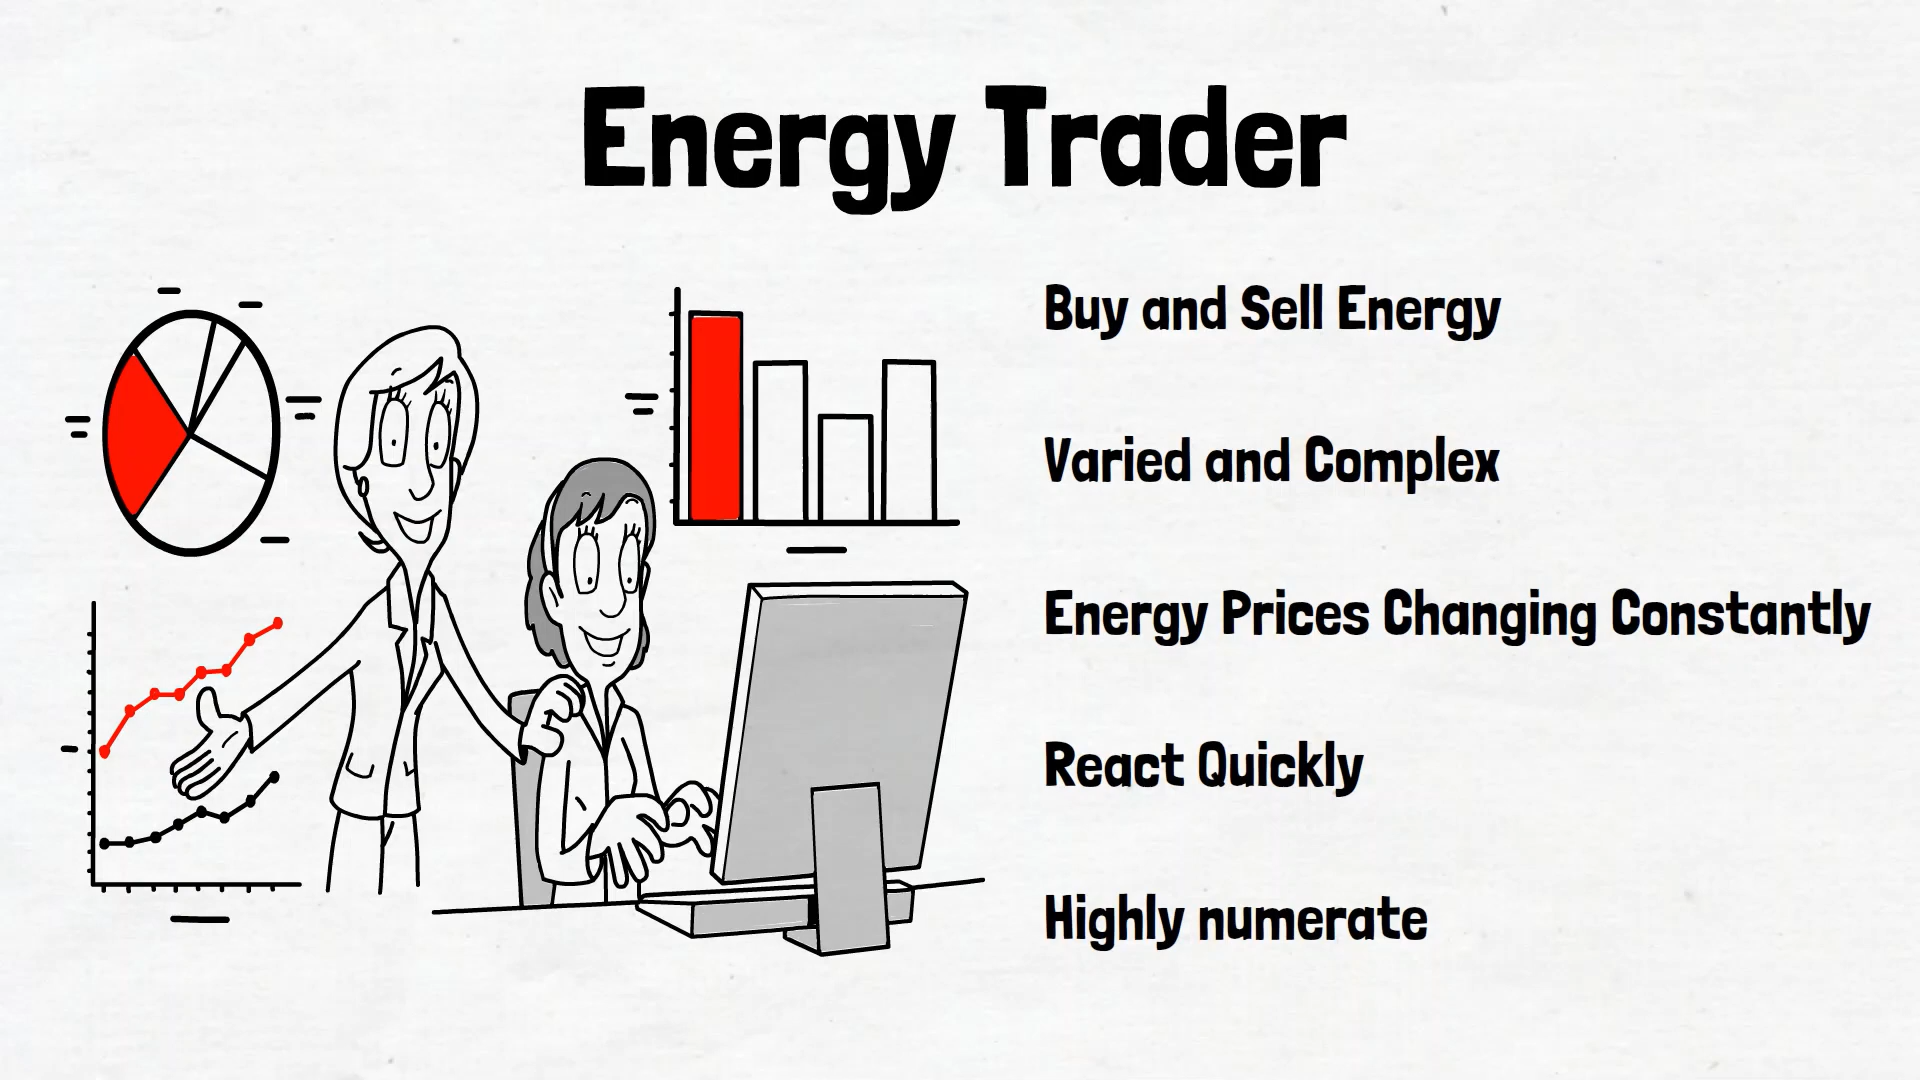 Energy Trader
Buy and Sell Energy
Varied and Complex
Energy Prices Changing Constantly
React Quickly
Highly numerate